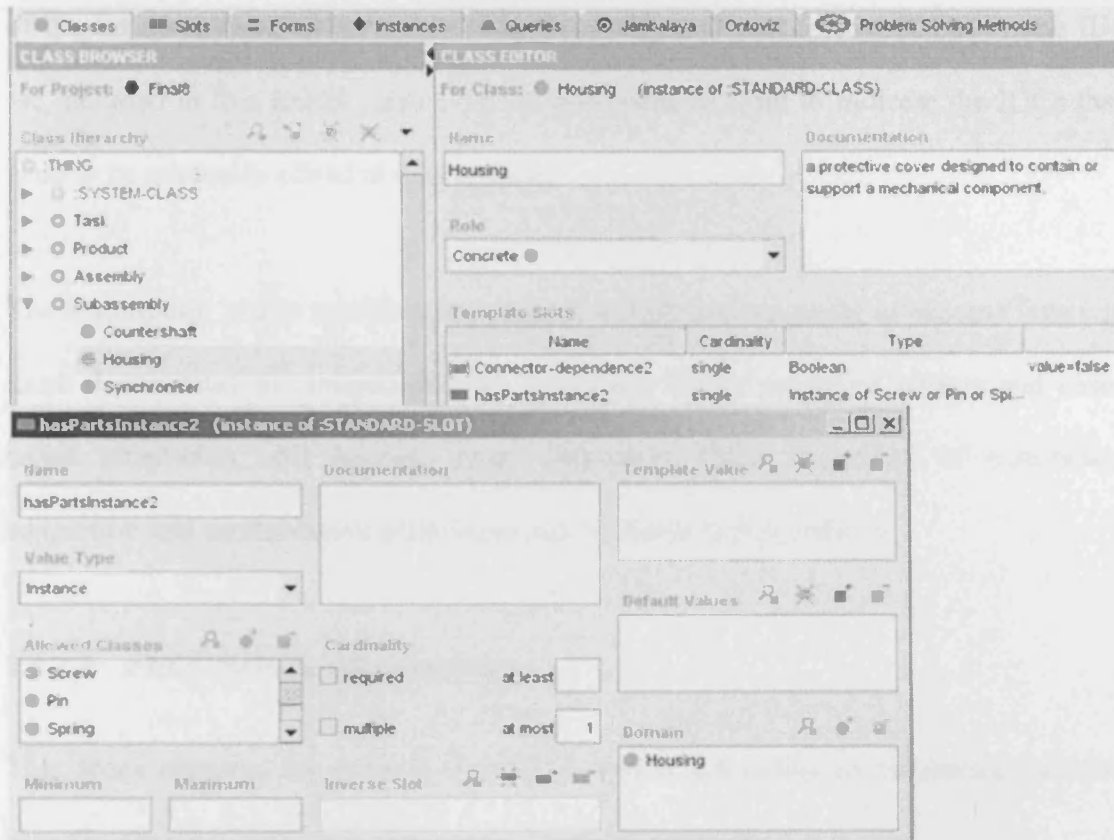 Classes Slots Forms Instances Queries Jambalaya Ontoviz Problem Solving Methods
CLASS BROWSER
For Project: Final8
Class Hierarchy
:THING
:SYSTEM-CLASS
Task
Product
Assembly
Subassembly
Countershaft
Housing
Synchroniser
CLASS EDITOR
For Class: Housing (instance of :STANDARD-CLASS)
Name
Housing
Documentation
a protective cover designed to contain or
support a mechanical component.
Role
Concrete
Template Slots
Name Cardinality Type
Connector-dependence2 single Boolean value=false
hasPartsInstance2 single Instance of Screw or Pin or Spr...
hasPartsInstance2 (instance of :STANDARD-SLOT)
Name
hasPartsInstance2
Documentation
Template Value
Value Type
Instance
Default Values
Allowed Classes
Screw
Pin
Spring
Cardinality
required at least
multiple at most 1
Domain
Housing
Minimum Maximum Inverse Slot